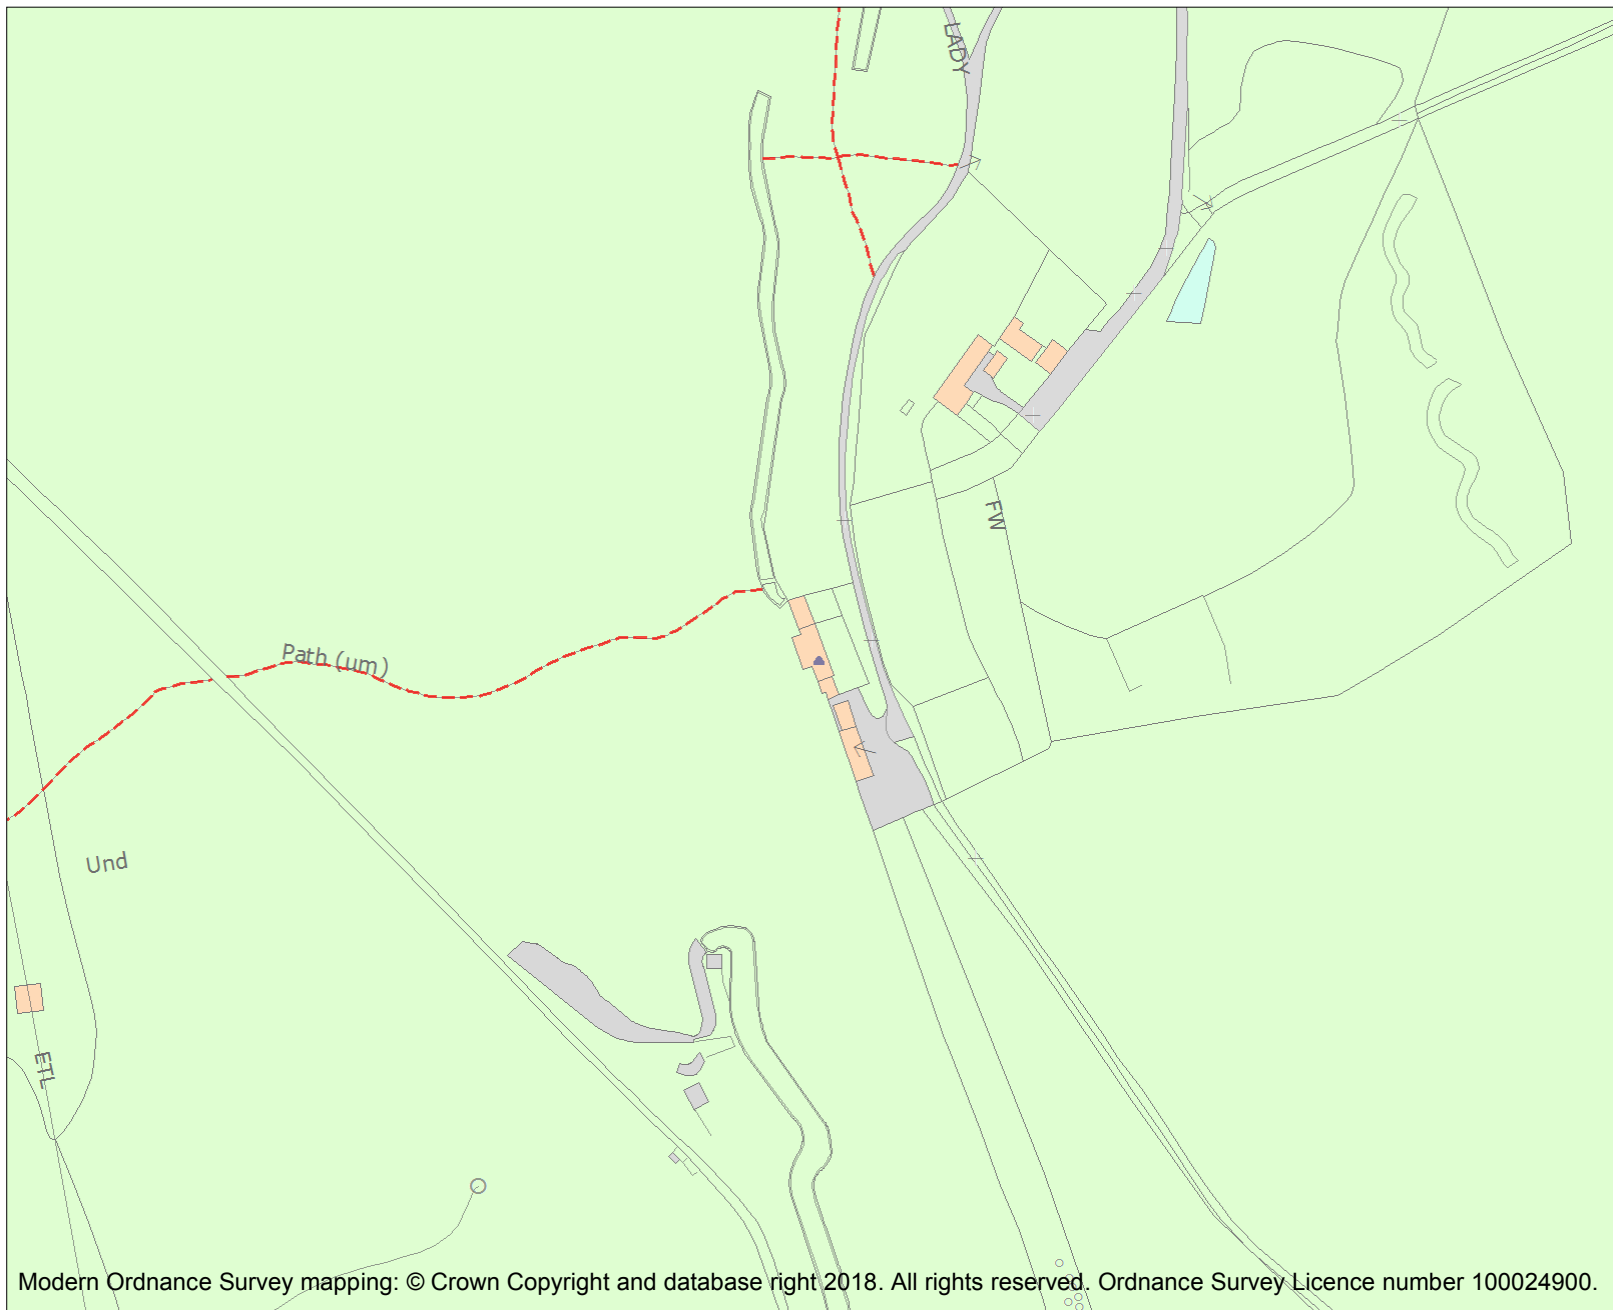 LADY
FW
Path (um)
Und
ETL
Modern Ordnance Survey mapping: © Crown Copyright and database right 2018. All rights reserved. Ordnance Survey Licence number 100024900.